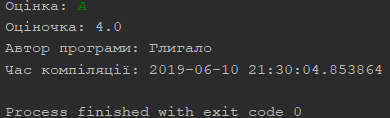 Оцінка: A
Оціночка: 4.0
Автор програми: Глигало
Час компіляції: 2019-06-10 21:30:04.853864
Process finished with exit code 0